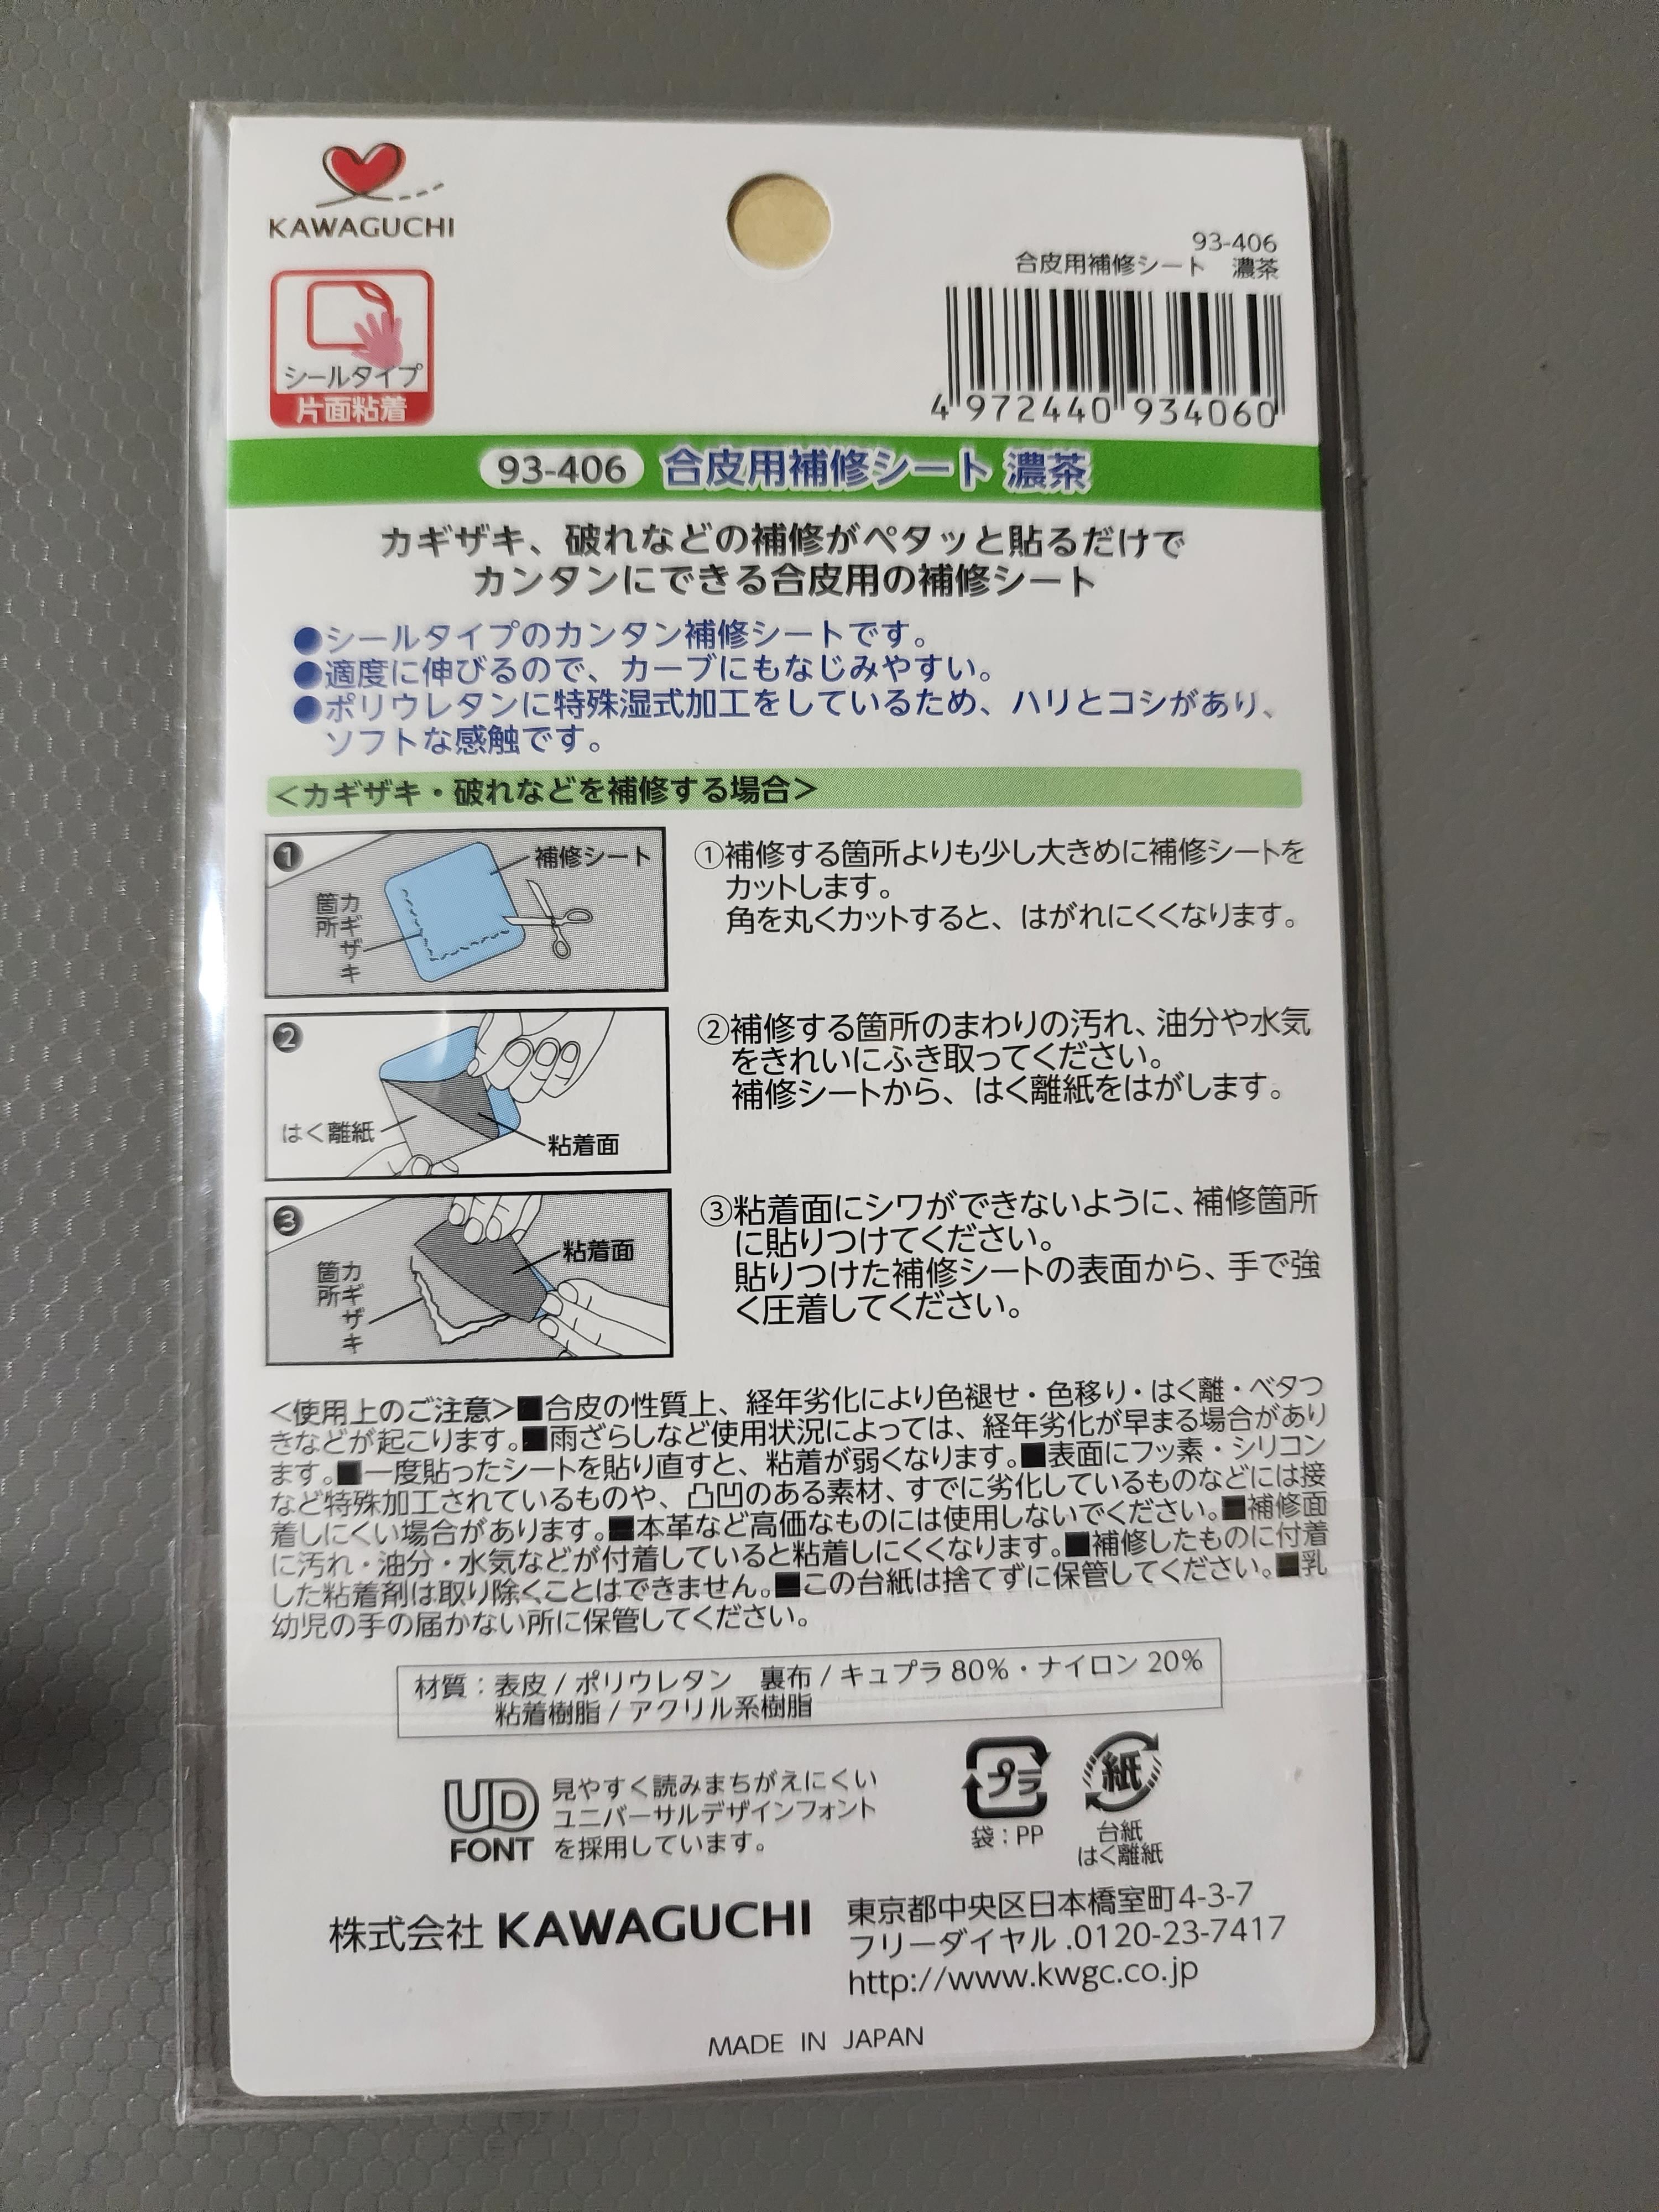 KAWAGUCHI
シールタイプ
片面粘着
93-406
合皮用補修シート 濃茶
4 972440 934060
93-406 合皮用補修シート 濃茶
カギザキ、破れなどの補修がペタッと貼るだけで
カンタンにできる合皮用の補修シート
●シールタイプのカンタン補修シートです。
●適度に伸びるので、カーブにもなじみやすい。
●ポリウレタンに特殊湿式加工をしているため、ハリとコシがあり、
ソフトな感触です。
<カギザキ・破れなどを補修する場合>
❶
補修シート
カギザキ
箇所
①補修する箇所よりも少し大きめに補修シートを
カットします。
角を丸くカットすると、はがれにくくなります。
❷
はく離紙
粘着面
②補修する箇所のまわりの汚れ、油分や水気
をきれいにふき取ってください。
補修シートから、はく離紙をはがします。
❸
粘着面
カギザキ
箇所
③粘着面にシワができないように、補修箇所
に貼りつけてください。
貼りつけた補修シートの表面から、手で強
く圧着してください。
<使用上のご注意>■合皮の性質上、経年劣化により色褪せ・色移り・はく離・ベタつ
きなどが起こります。■雨ざらしなど使用状況によっては、経年劣化が早まる場合があり
ます。■一度貼ったシートを貼り直すと、粘着が弱くなります。■表面にフッ素・シリコン
など特殊加工されているものや、凸凹のある素材、すでに劣化しているものなどには接
着しにくい場合があります。■本革など高価なものには使用しないでください。■補修面
に汚れ・油分・水気などが付着していると粘着しにくくなります。■補修したものに付着
した粘着剤は取り除くことはできません。■この台紙は捨てずに保管してください。■乳
幼児の手の届かない所に保管してください。
材質：表皮/ポリウレタン 裏布/キュプラ80%・ナイロン20%
粘着樹脂/アクリル系樹脂
UD
FONT
見やすく読みまちがえにくい
ユニバーサルデザインフォント
を採用しています。
プラ
袋：PP
紙
台紙
はく離紙
株式会社 KAWAGUCHI
東京都中央区日本橋室町4-3-7
フリーダイヤル.0120-23-7417
http://www.kwgc.co.jp
MADE IN JAPAN